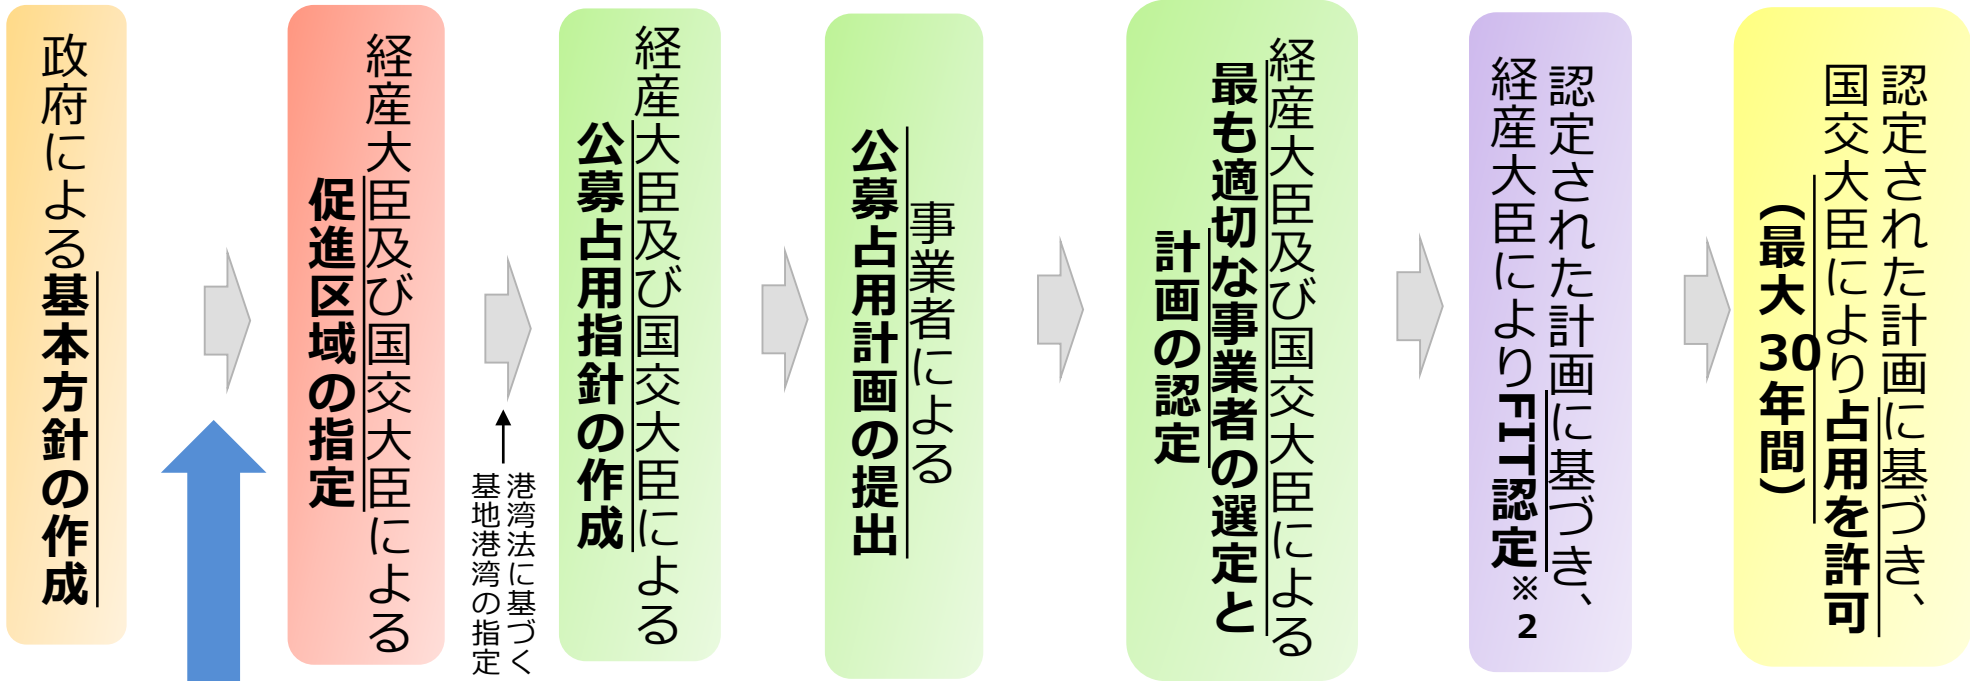 政府による基本方針の作成
経産大臣及び国交大臣による
促進区域の指定
港湾法に基づく
基地港湾の指定
経産大臣及び国交大臣による
公募占用指針の作成
事業者による
公募占用計画の提出
経産大臣及び国交大臣による
最も適切な事業者の選定と
計画の認定
認定された計画に基づき、
経産大臣によりFIT認定※2
認定された計画に基づき、
国交大臣により占用を許可
（最大30年間）